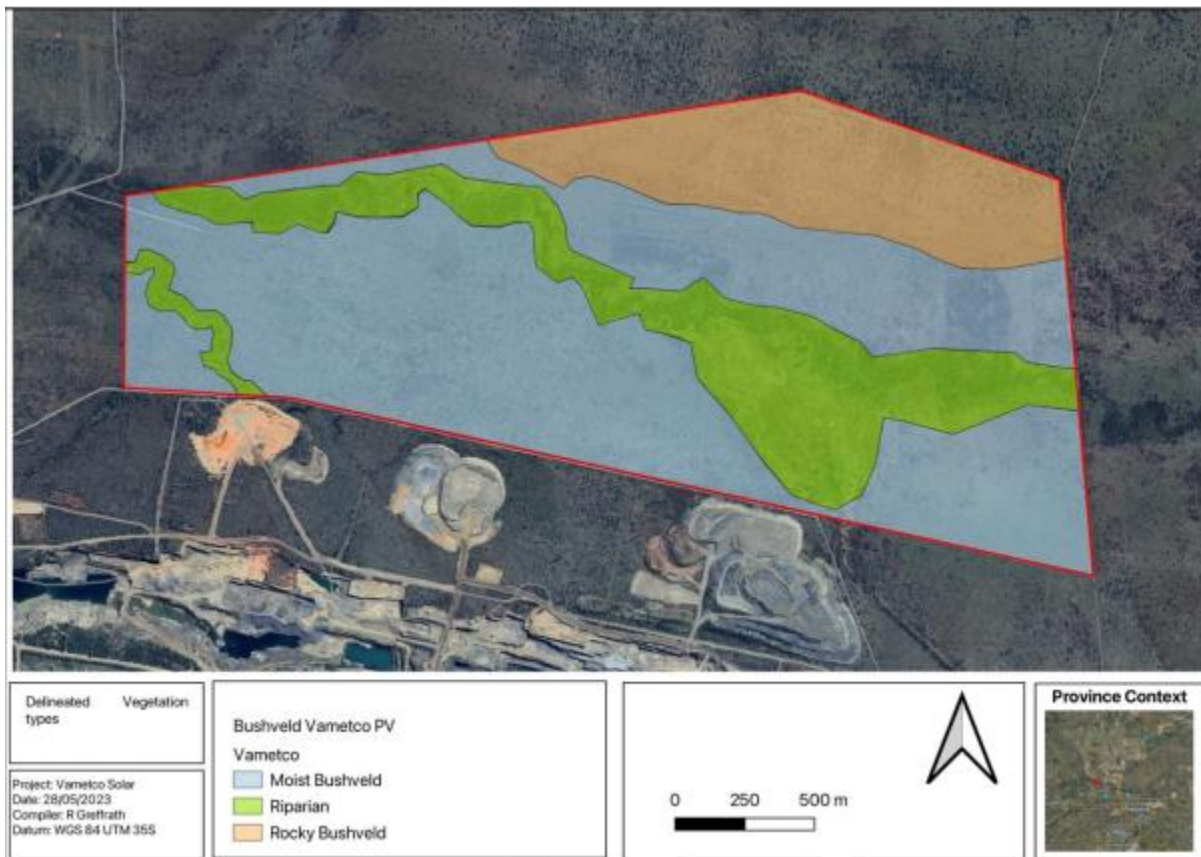 Delineated Vegetation
types
Project: Vametco Solar
Date: 28/05/2023
Compiler: R Greffrath
Datum: WGS 84 UTM 35S
Bushveld Vametco PV
Vametco
Moist Bushveld
Riparian
Rocky Bushveld
0 250 500 m
Province Context